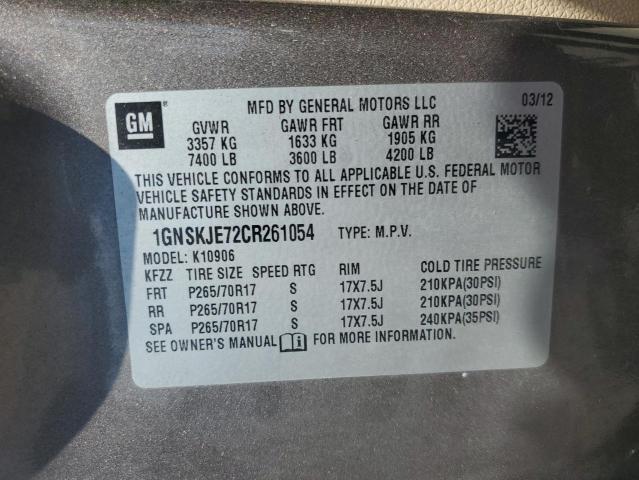 GM ®
MFD BY GENERAL MOTORS LLC 03/12
GVWR GAWR FRT GAWR RR
3357 KG 1633 KG 1905 KG
7400 LB 3600 LB 4200 LB
THIS VEHICLE CONFORMS TO ALL APPLICABLE U.S. FEDERAL MOTOR
VEHICLE SAFETY STANDARDS IN EFFECT ON THE DATE OF
MANUFACTURE SHOWN ABOVE.
1GNSKJE72CR261054 TYPE: M.P.V.
MODEL: K10906
KFZZ TIRE SIZE SPEED RTG RIM COLD TIRE PRESSURE
FRT P265/70R17 S 17X7.5J 210KPA(30PSI)
RR P265/70R17 S 17X7.5J 210KPA(30PSI)
SPA P265/70R17 S 17X7.5J 240KPA(35PSI)
SEE OWNER'S MANUAL i FOR MORE INFORMATION.